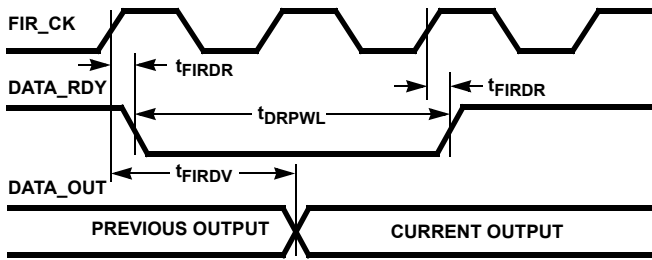 FIR_CK
tFIRDR
DATA_RDY
tFIRDR
tDRPWL
tFIRDV
DATA_OUT
PREVIOUS OUTPUT
CURRENT OUTPUT